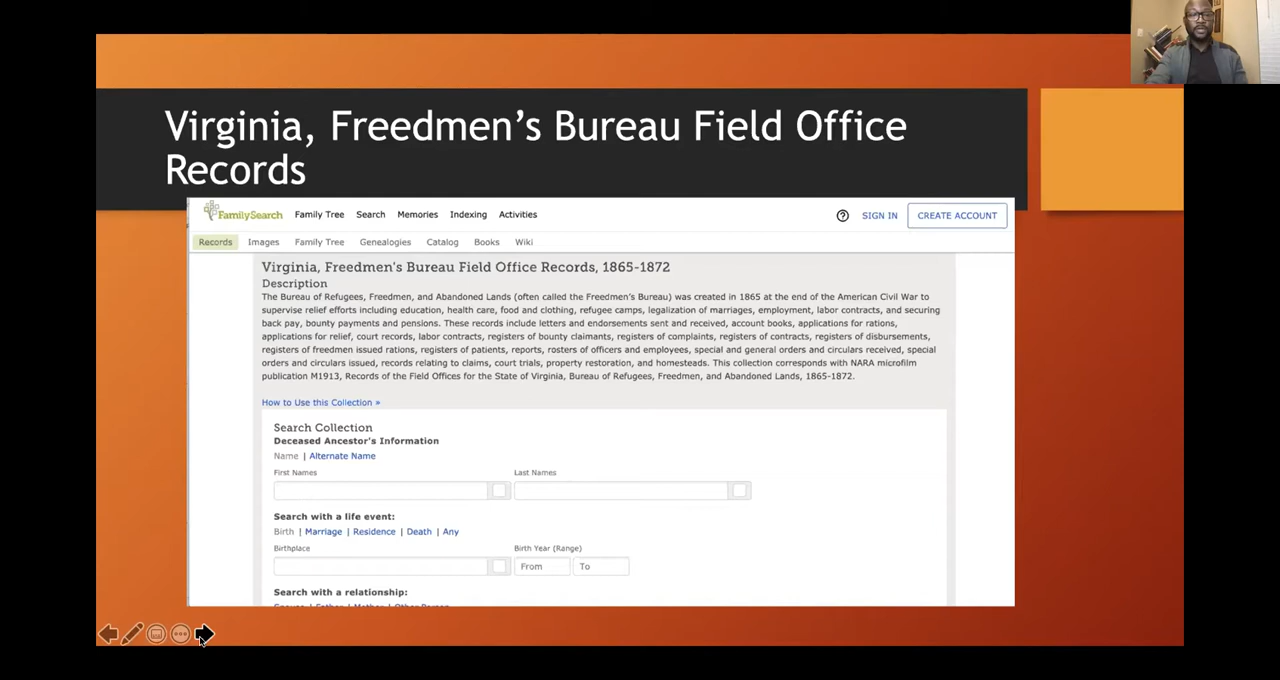 Virginia, Freedmen's Bureau Field Office
Records
FamilySearch Family Tree Search Memories Indexing Activities SIGN IN CREATE ACCOUNT
Records Images Family Tree Genealogies Catalog Books Wiki
Virginia, Freedmen's Bureau Field Office Records, 1865-1872
Description
The Bureau of Refugees, Freedmen, and Abandoned Lands (often called the Freedmen's Bureau) was created in 1865 at the end of the American Civil War to
supervise relief efforts including education, health care, food and clothing, refugee camps, legalization of marriages, employment, labor contracts, and securing
back pay, bounty payments and pensions. These records include letters and endorsements sent and received, account books, applications for rations,
applications for relief, court records, labor contracts, registers of bounty claimants, registers of complaints, registers of contracts, registers of disbursements,
registers of freedmen issued rations, registers of patients, reports, rosters of officers and employees, special and general orders and circulars received, special
orders and circulars issued, records relating to claims, court trials, property restoration, and homesteads. This collection corresponds with NARA microfilm
publication M1913, Records of the Field Offices for the State of Virginia, Bureau of Refugees, Freedmen, and Abandoned Lands, 1865-1872.
How to Use this Collection »
Search Collection
Deceased Ancestor's Information
Name | Alternate Name
First Names Last Names
Search with a life event:
Birth | Marriage | Residence | Death | Any
Birthplace Birth Year (Range)
From To
Search with a relationship:
Spouse | Father | Mother | Other Person